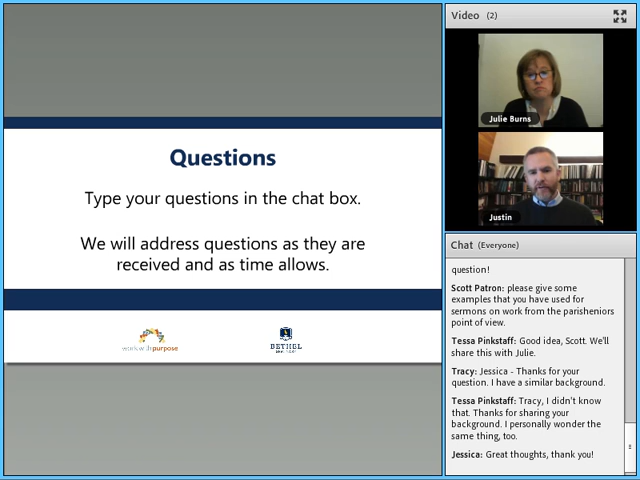 Questions
Type your questions in the chat box.
We will address questions as they are
received and as time allows.
workwithpurpose
BETHEL
Video (2)
Julie Burns
Justin
Chat (Everyone)
question!
Scott Patron: please give some
examples that you have used for
sermons on work from the parisheniors
point of view.
Tessa Pinkstaff: Good idea, Scott. We'll
share this with Julie.
Tracy: Jessica - Thanks for your
question. I have a similar background.
Tessa Pinkstaff: Tracy, I didn't know
that. Thanks for sharing your
background. I personally wonder the
same thing, too.
Jessica: Great thoughts, thank you!